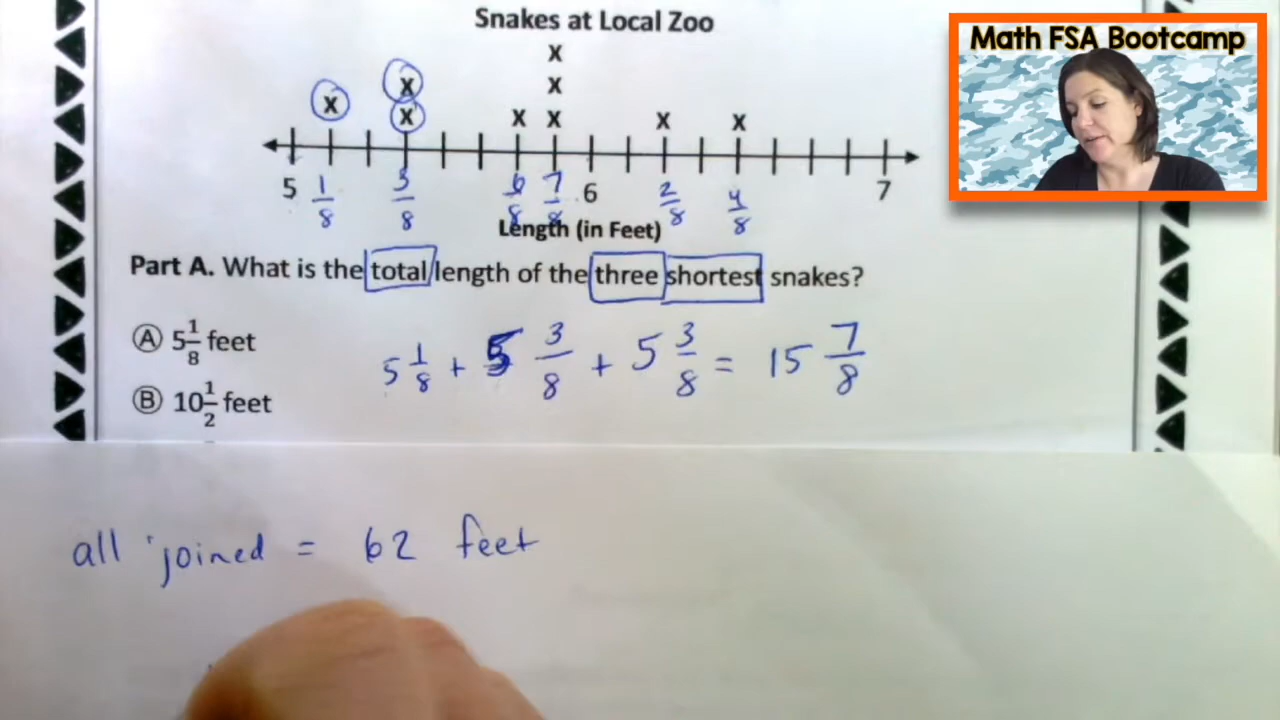 Snakes at Local Zoo
Math FSA Bootcamp
x
x x
x x x
x x x x x
5 1/8 3/8 6/8 7/8 6 2/8 4/8 7
Length (in Feet)
Part A. What is the total length of the three shortest snakes?
Ⓐ 5 1/8 feet
5 1/8 + 5 3/8 + 5 3/8 = 15 7/8
Ⓑ 10 1/2 feet
all joined = 62 feet